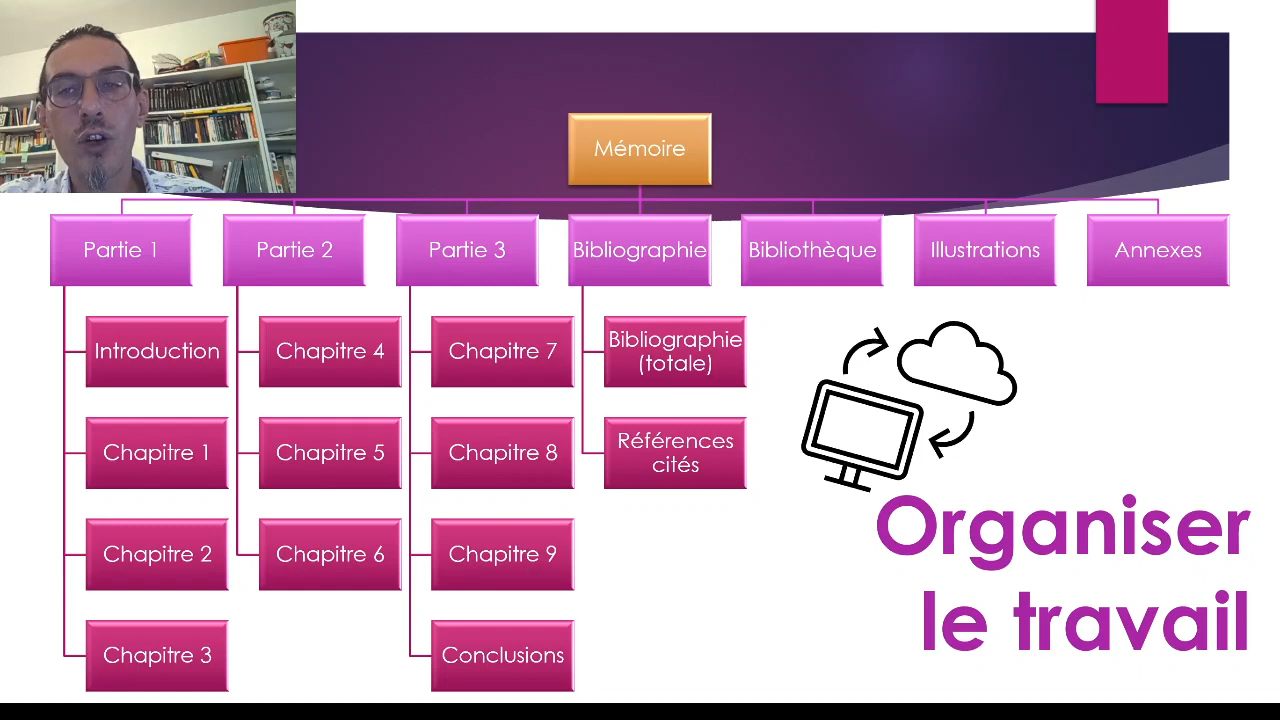 Mémoire
Partie 1
Partie 2
Partie 3
Bibliographie
Bibliothèque
Illustrations
Annexes
Introduction
Chapitre 1
Chapitre 2
Chapitre 3
Chapitre 4
Chapitre 5
Chapitre 6
Chapitre 7
Chapitre 8
Chapitre 9
Conclusions
Bibliographie
(totale)
Références
cités
Organiser
le travail